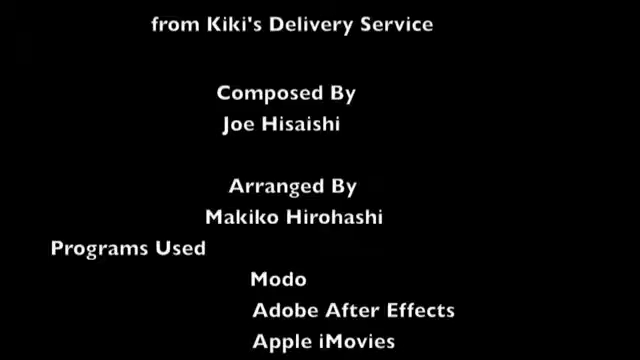 from Kiki's Delivery Service
Composed By
Joe Hisaishi
Arranged By
Makiko Hirohashi
Programs Used
Modo
Adobe After Effects
Apple iMovies